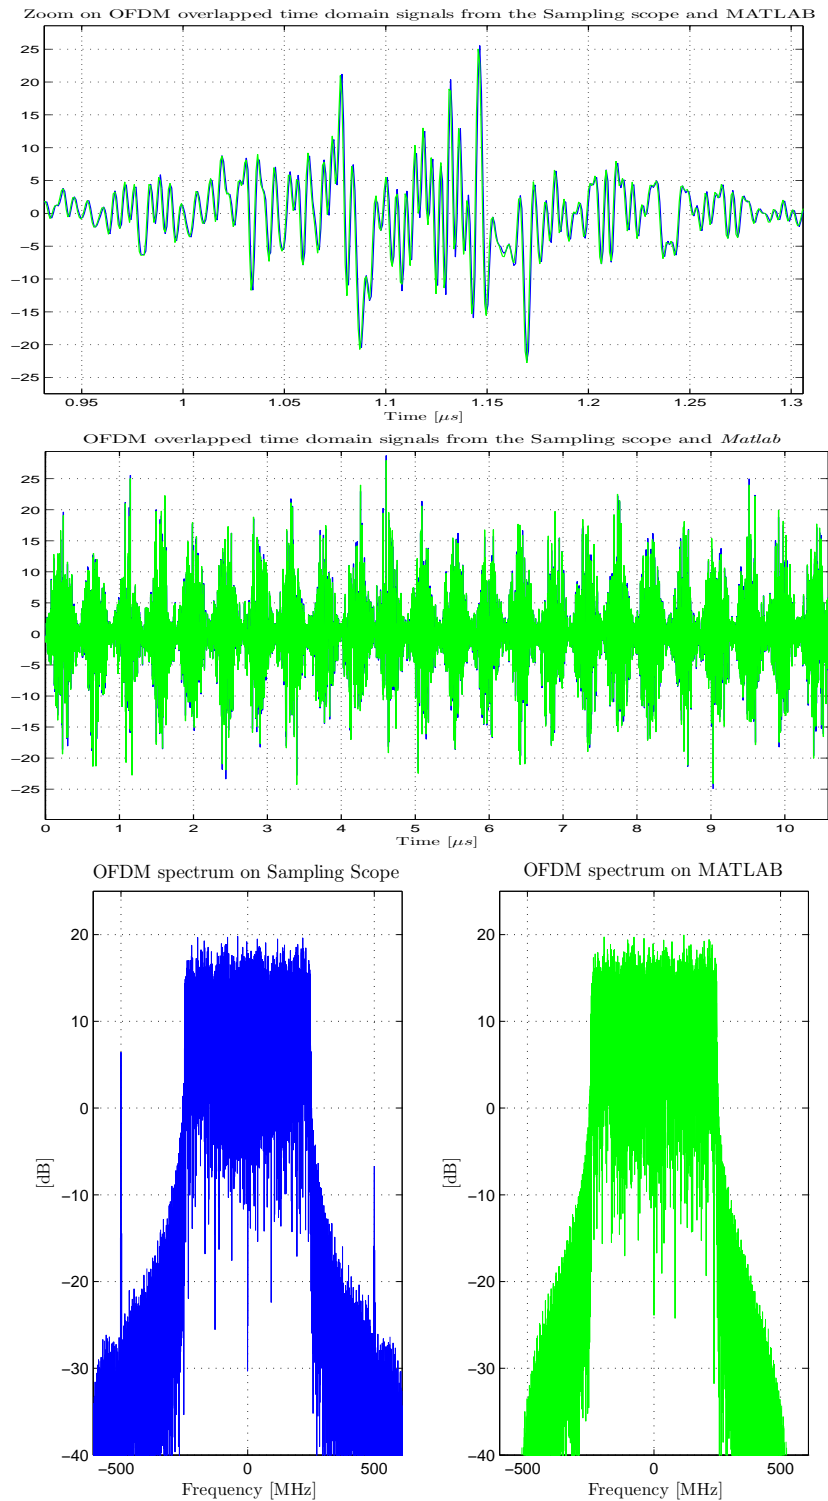 Zoom on OFDM overlapped time domain signals from the Sampling scope and MATLAB
25
20
15
10
5
0
−5
−10
−15
−20
−25
0.95 1 1.05 1.1 1.15 1.2 1.25 1.3
Time [μs]
OFDM overlapped time domain signals from the Sampling scope and Matlab
25
20
15
10
5
0
−5
−10
−15
−20
−25
0 1 2 3 4 5 6 7 8 9 10
Time [μs]
OFDM spectrum on Sampling Scope
20
10
0
−10
−20
−30
−40
[dB]
−500 0 500
Frequency [MHz]
OFDM spectrum on MATLAB
20
10
0
−10
−20
−30
−40
[dB]
−500 0 500
Frequency [MHz]